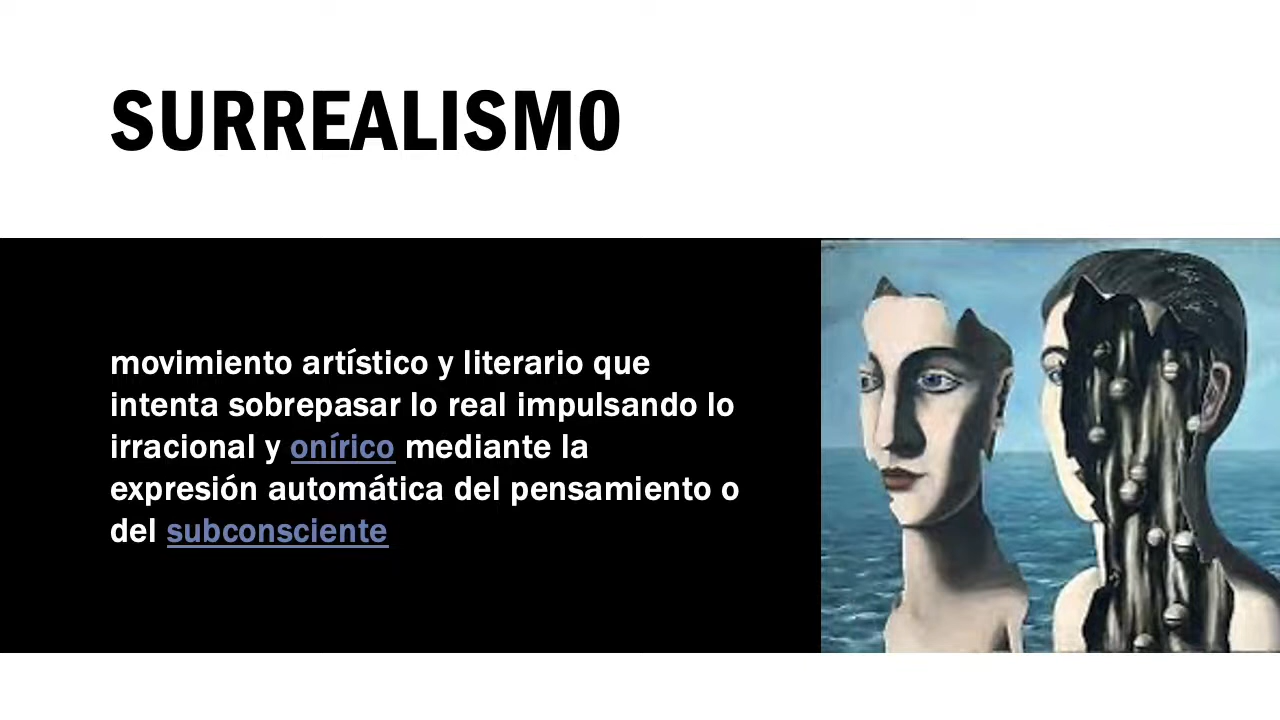 SURREALISMO
movimiento artístico y literario que
intenta sobrepasar lo real impulsando lo
irracional y onírico mediante la
expresión automática del pensamiento o
del subconsciente